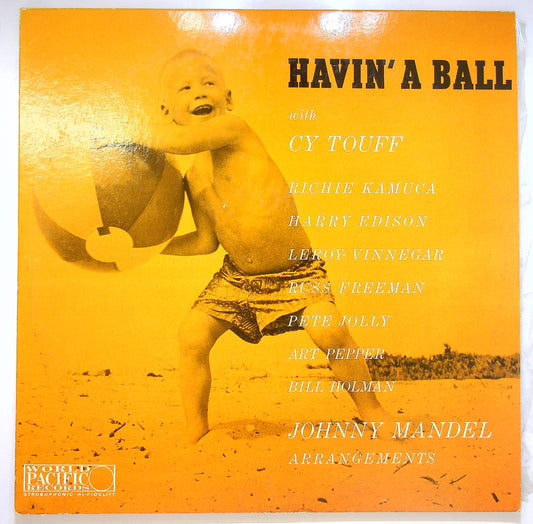 HAVIN' A BALL
with
CY TOUFF
RICHIE KAMUCA
HARRY EDISON
LEROY VINNEGAR
RUSS FREEMAN
PETE JOLLY
ART PEPPER
BILL HOLMAN
JOHNNY MANDEL
ARRANGEMENTS
WORLD
PACIFIC
RECORDS
STROBOPHONIC HI-FIDELITY